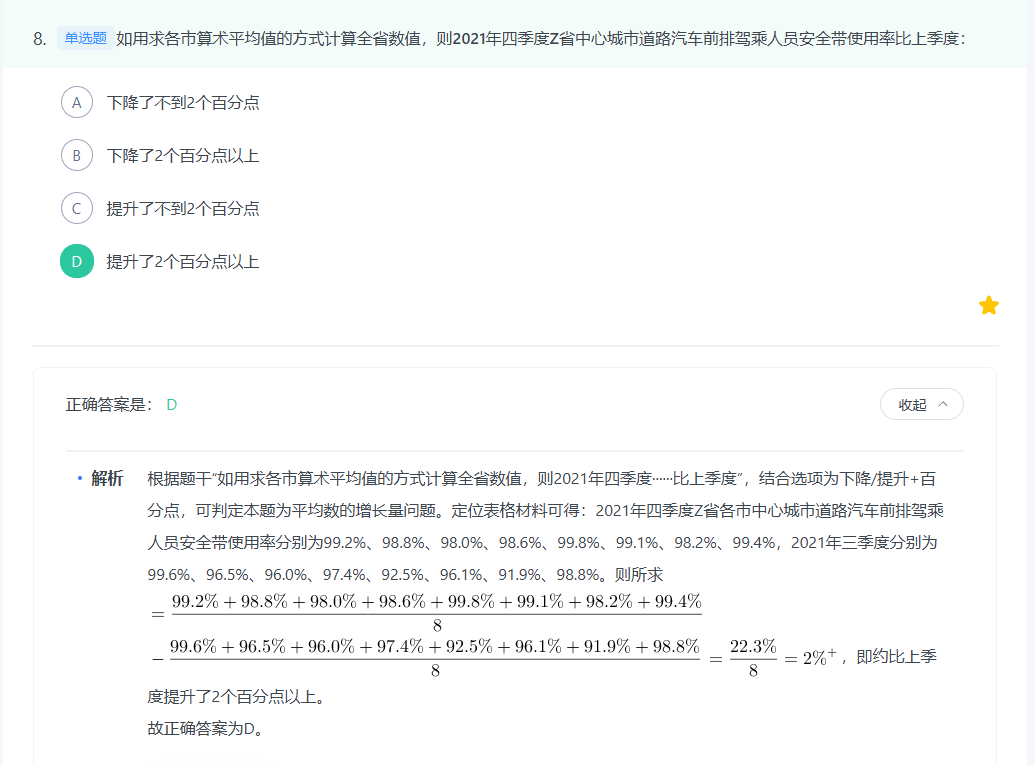 8. 单选题 如用求各市算术平均值的方式计算全省数值，则2021年四季度Z省中心城市道路汽车前排驾乘人员安全带使用率比上季度：
A 下降了不到2个百分点
B 下降了2个百分点以上
C 提升了不到2个百分点
D 提升了2个百分点以上
正确答案是： D
收起
• 解析 根据题干“如用求各市算术平均值的方式计算全省数值，则2021年四季度……比上季度”，结合选项为下降/提升+百
分点，可判定本题为平均数的增长量问题。定位表格材料可得：2021年四季度Z省各市中心城市道路汽车前排驾乘
人员安全带使用率分别为99.2%、98.8%、98.0%、98.6%、99.8%、99.1%、98.2%、99.4%，2021年三季度分别为
99.6%、96.5%、96.0%、97.4%、92.5%、96.1%、91.9%、98.8%。则所求
= (99.2% + 98.8% + 98.0% + 98.6% + 99.8% + 99.1% + 98.2% + 99.4%) / 8
− (99.6% + 96.5% + 96.0% + 97.4% + 92.5% + 96.1% + 91.9% + 98.8%) / 8 = 22.3% / 8 = 2%⁺，即约比上季
度提升了2个百分点以上。
故正确答案为D。